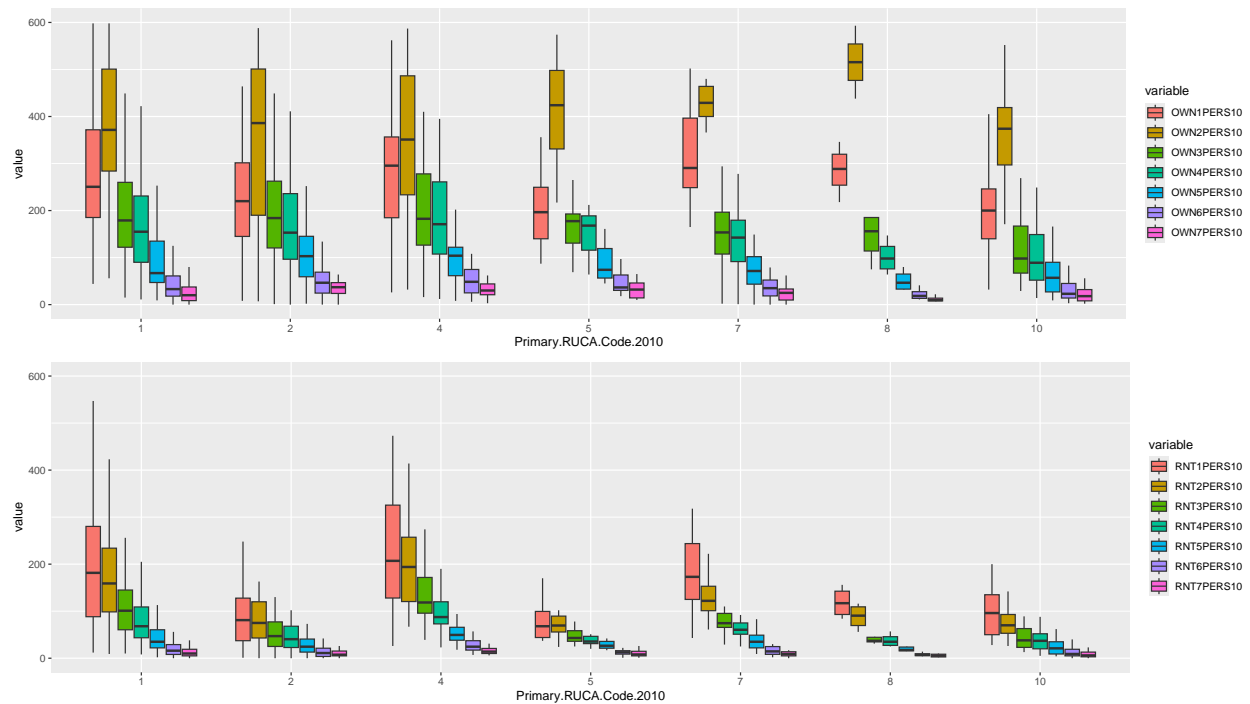 600
400
200
0
value
1 2 4 5 7 8 10
Primary.RUCA.Code.2010
variable
OWN1PERS10
OWN2PERS10
OWN3PERS10
OWN4PERS10
OWN5PERS10
OWN6PERS10
OWN7PERS10
600
400
200
0
value
1 2 4 5 7 8 10
Primary.RUCA.Code.2010
variable
RNT1PERS10
RNT2PERS10
RNT3PERS10
RNT4PERS10
RNT5PERS10
RNT6PERS10
RNT7PERS10